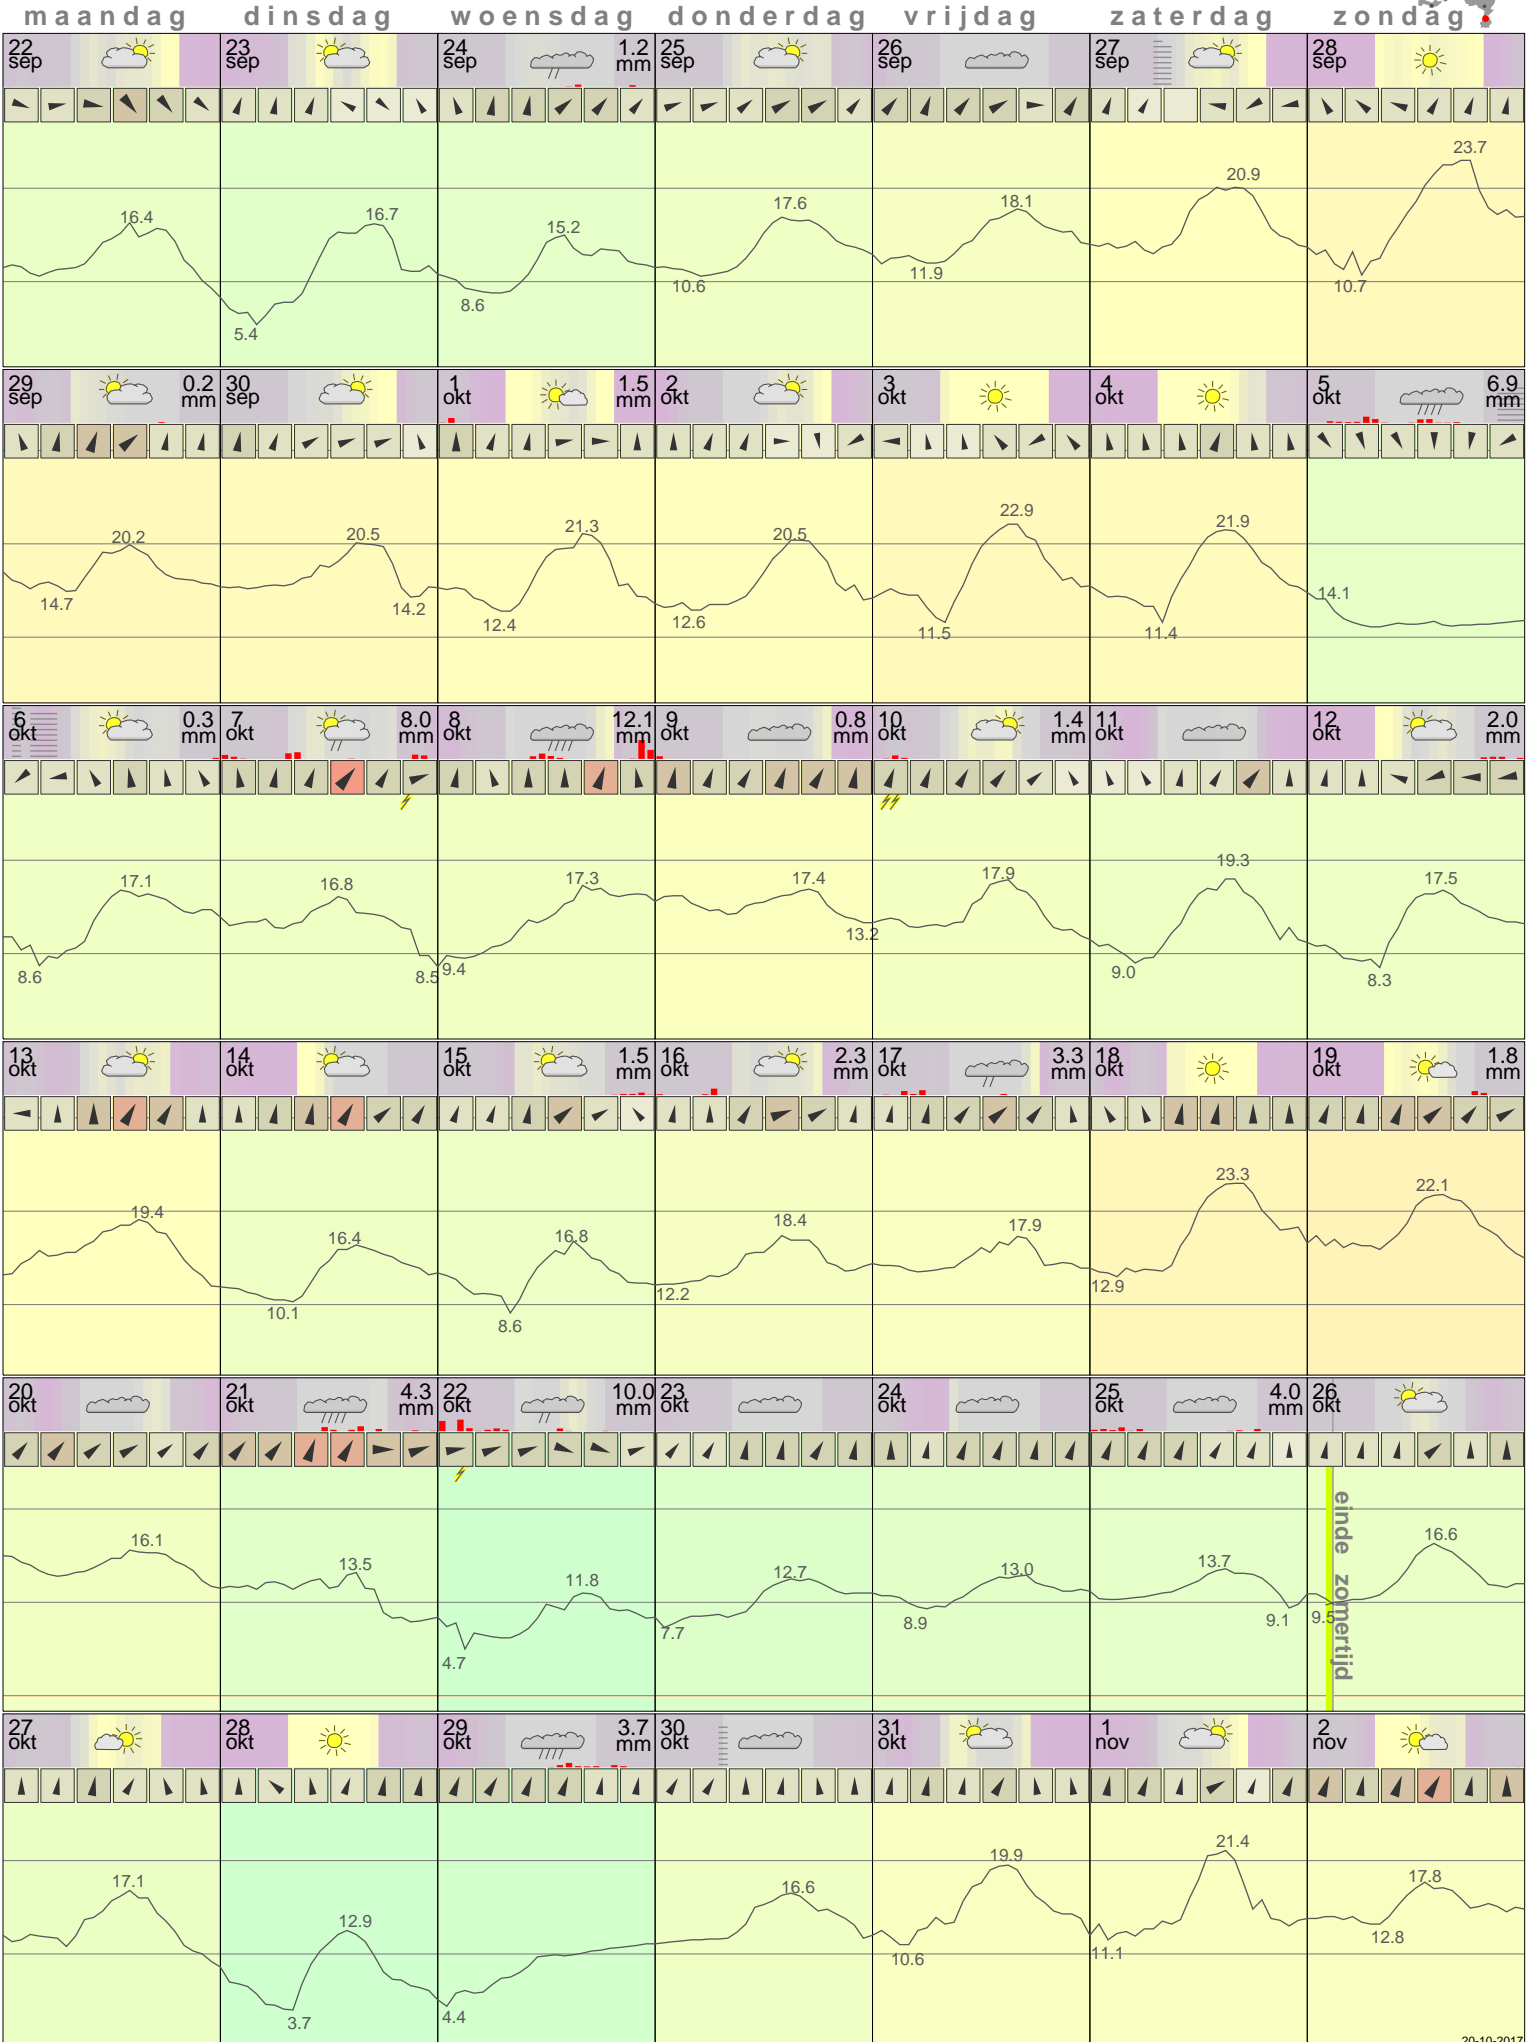 maandag dinsdag woensdag donderdag vrijdag zaterdag zondag
22 sep 23 sep 24 sep 1.2 mm 25 sep 26 sep 27 sep 28 sep
16.4 5.4 16.7 8.6 15.2 10.6 17.6 11.9 18.1 20.9 10.7 23.7
29 sep 0.2 mm 30 sep 1 okt 1.5 mm 2 okt 3 okt 4 okt 5 okt 6.9 mm
14.7 20.2 20.5 14.2 12.4 21.3 12.6 20.5 11.5 22.9 11.4 21.9 14.1
6 okt 0.3 mm 7 okt 8.0 mm 8 okt 12.1 mm 9 okt 0.8 mm 10 okt 1.4 mm 11 okt 12 okt 2.0 mm
8.6 17.1 16.8 8.5 9.4 17.3 17.4 13.2 17.9 9.0 19.3 8.3 17.5
13 okt 14 okt 15 okt 1.5 mm 16 okt 2.3 mm 17 okt 3.3 mm 18 okt 19 okt 1.8 mm
19.4 10.1 16.4 8.6 16.8 12.2 18.4 17.9 12.9 23.3 22.1
20 okt 21 okt 4.3 mm 22 okt 10.0 mm 23 okt 24 okt 25 okt 4.0 mm 26 okt
16.1 13.5 4.7 11.8 7.7 12.7 8.9 13.0 13.7 9.1 9.5 16.6
einde zomertijd
27 okt 28 okt 29 okt 3.7 mm 30 okt 31 okt 1 nov 2 nov
17.1 3.7 12.9 4.4 16.6 10.6 19.9 11.1 21.4 12.8 17.8
20-10-2017